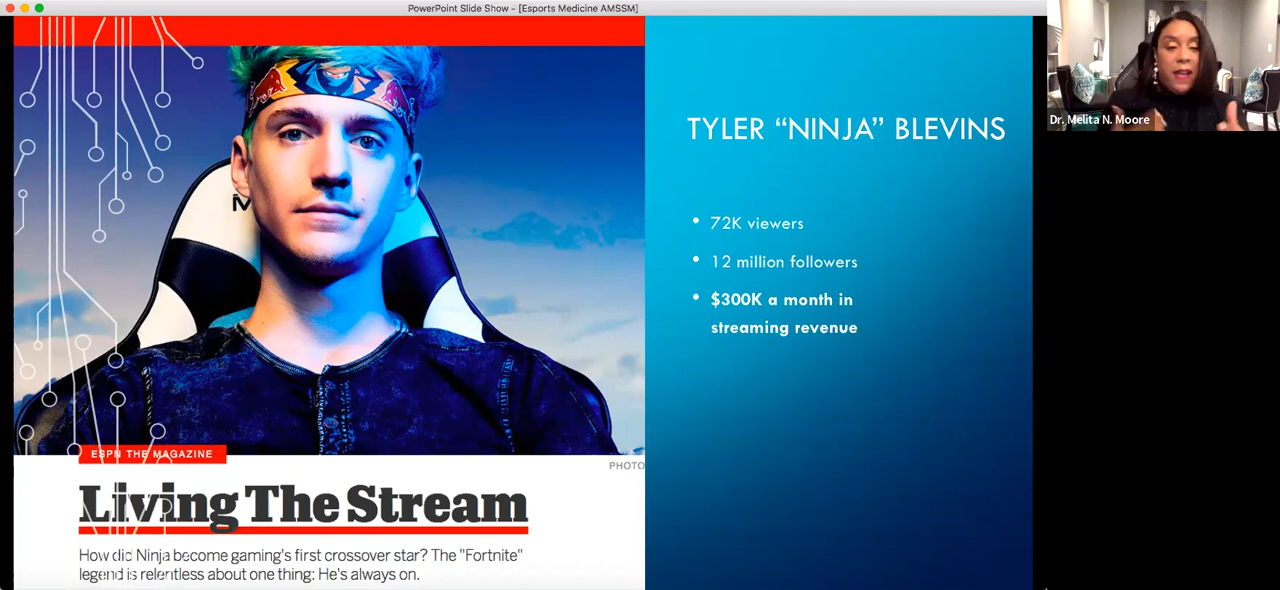 PowerPoint Slide Show - [Esports Medicine AMSSM]
TYLER “NINJA” BLEVINS
• 72K viewers
• 12 million followers
• $300K a month in
streaming revenue
ESPN THE MAGAZINE
PHOTO
Living The Stream
How did Ninja become gaming's first crossover star? The "Fortnite"
legend is relentless about one thing: He's always on.
Dr. Melita N. Moore